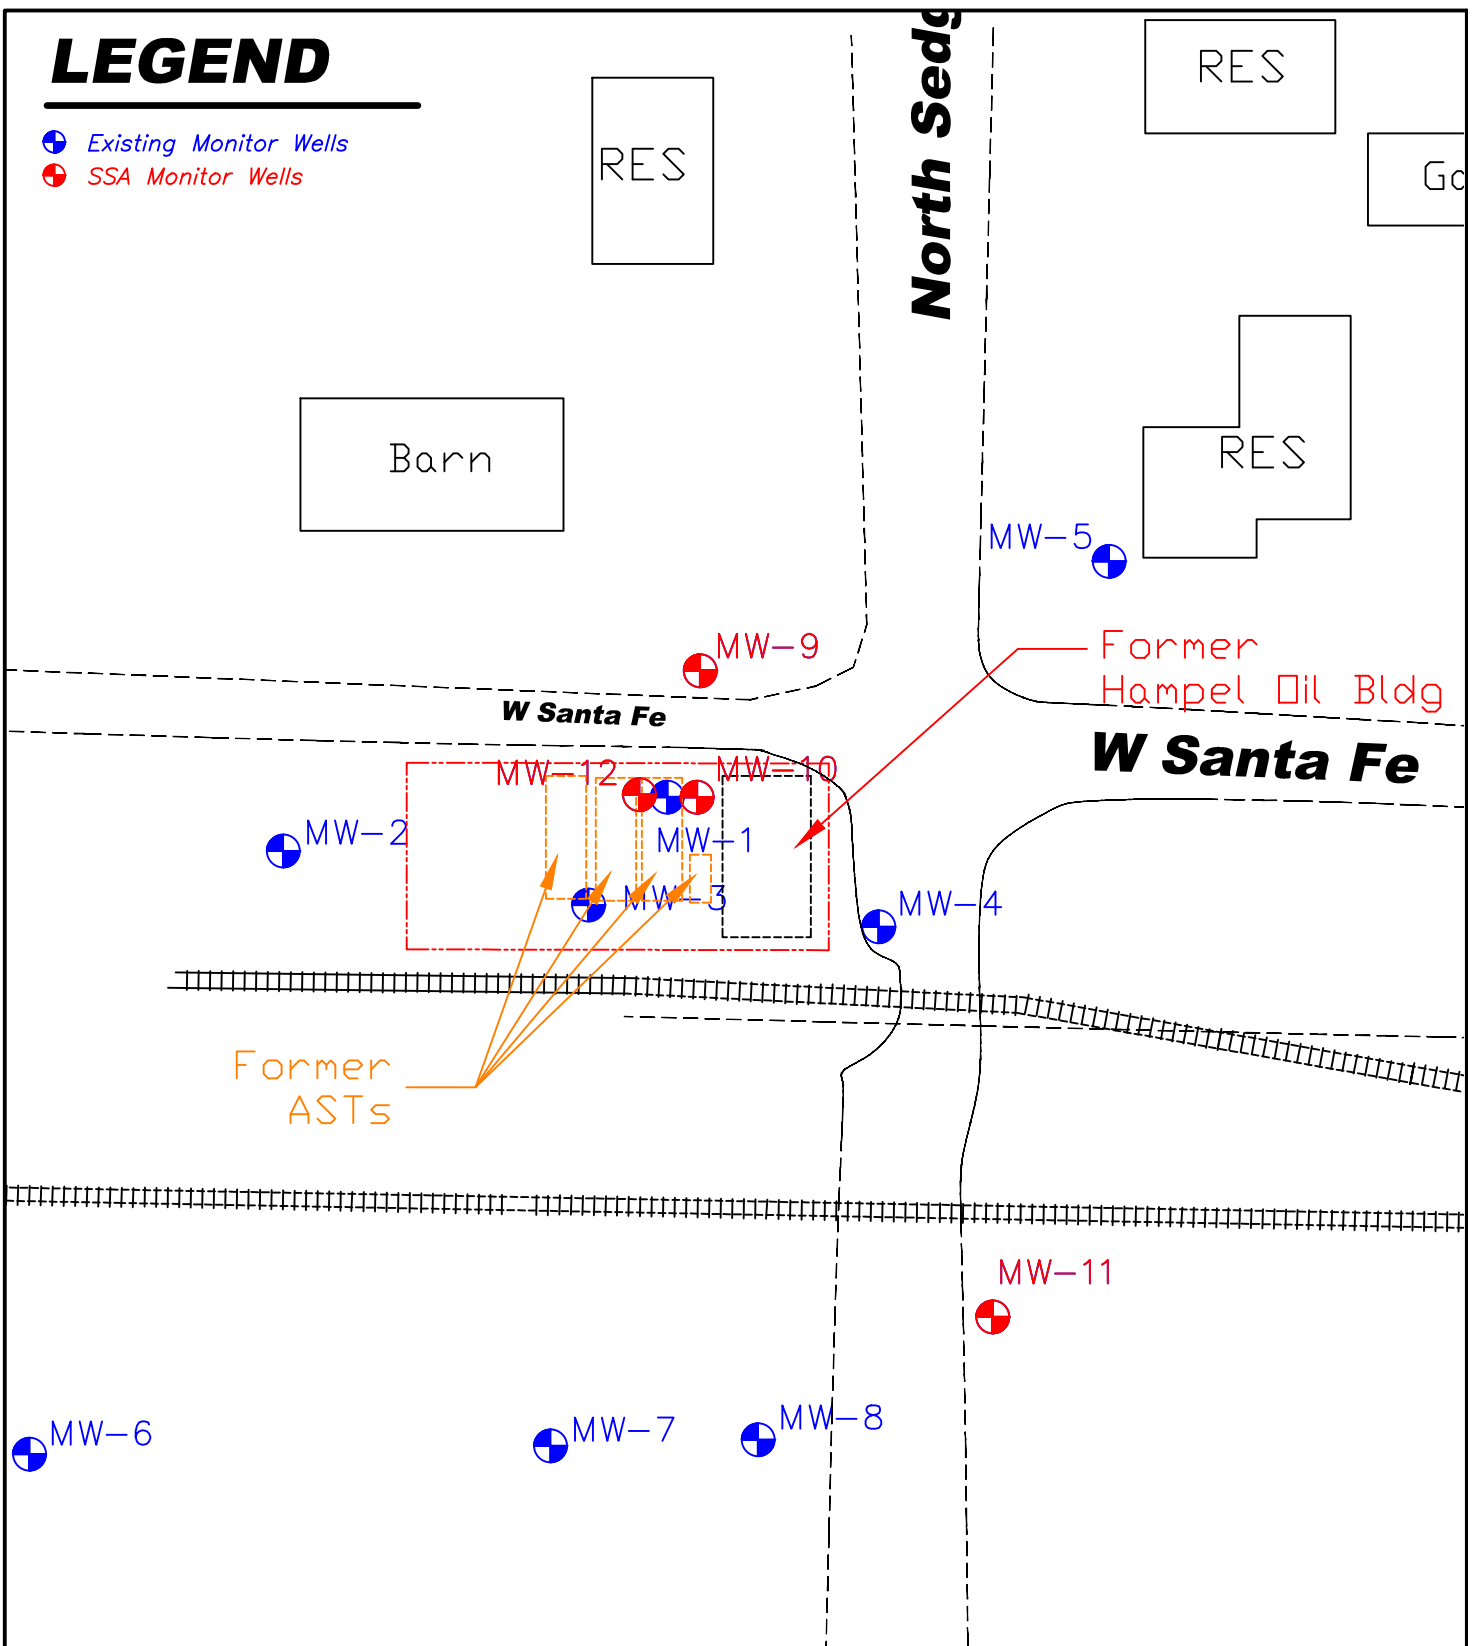 LEGEND
Existing Monitor Wells
SSA Monitor Wells
North Sedg
RES
RES
Barn
RES
MW-5
MW-9
Former
Hampel Oil Bldg
W Santa Fe
W Santa Fe
MW-12
MW-10
MW-2
MW-1
MW-3
MW-4
Former
ASTs
MW-11
MW-6
MW-7
MW-8